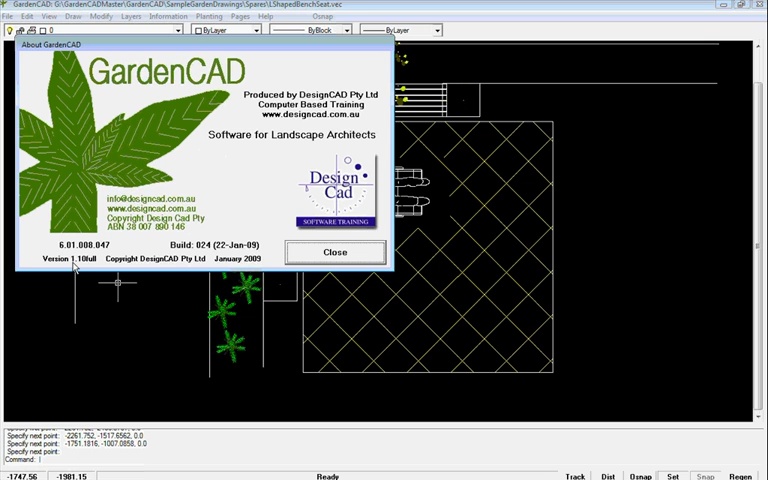 GardenCAD: G:\GardenCADMaster\GardenCAD\SampleGardenDrawings\Spares\LShapedBenchSeat.vec
File Edit View Draw Modify Layers Information Planting Pages Help Osnap
0 ByLayer ByBlock ByLayer
About GardenCAD
GardenCAD
Produced by DesignCAD Pty Ltd
Computer Based Training
www.designcad.com.au
Software for Landscape Architects
Design
Cad
SOFTWARE TRAINING
info@designcad.com.au
www.designcad.com.au
Copyright Design Cad Pty
ABN 38 007 890 146
6.01.008.047 Build: 024 (22-Jan-09)
Close
Version 1.10full Copyright DesignCAD Pty Ltd January 2009
Specify next point: -2261.752, -1517.6562, 0.0
Specify next point: -1751.1816, -1007.0858, 0.0
Specify next point:
Command:
-1747.56 -1981.15 Ready Track Dist Osnap Set Snap Regen